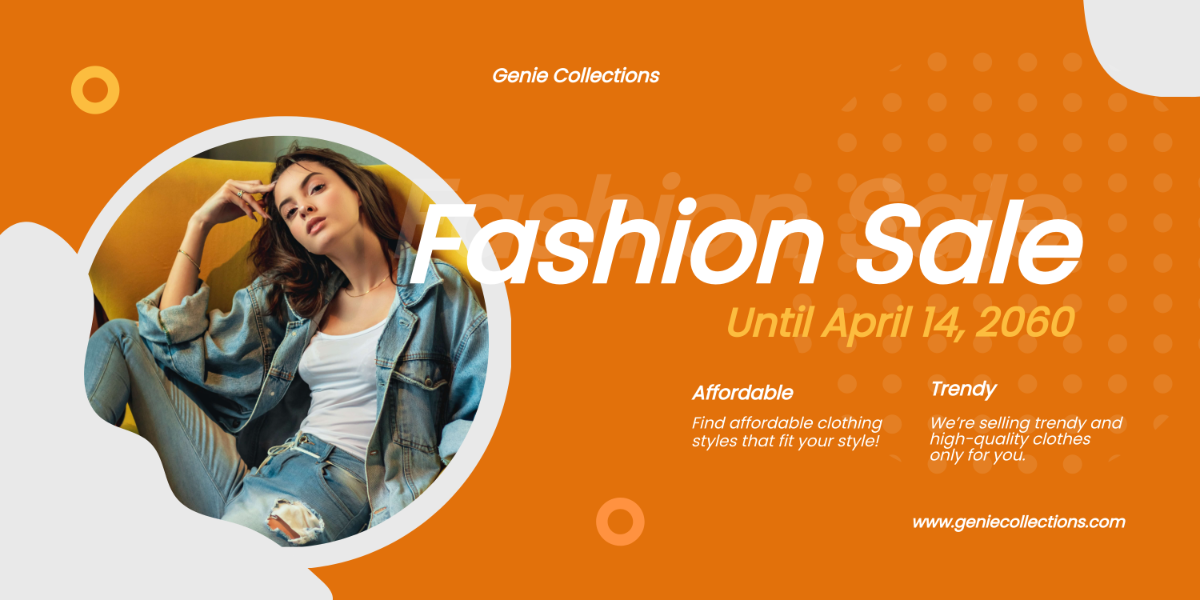 Genie Collections
Fashion Sale
Until April 14, 2060
Affordable
Find affordable clothing
styles that fit your style!
Trendy
We're selling trendy and
high-quality clothes
only for you.
www.geniecollections.com